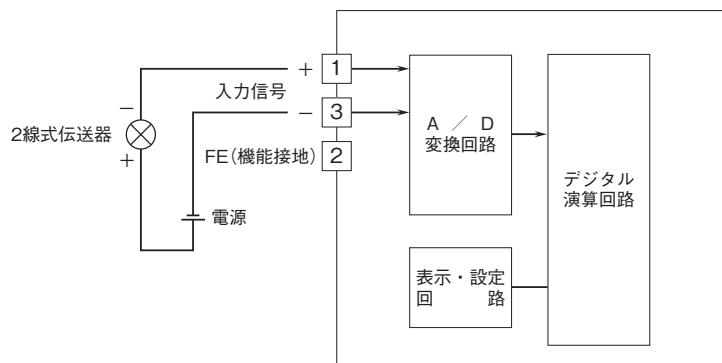 + 1
入力信号
− 3
FE(機能接地) 2
−
2線式伝送器
+
電源
A ／ D
変換回路
デジタル
演算回路
表示・設定
回　　路